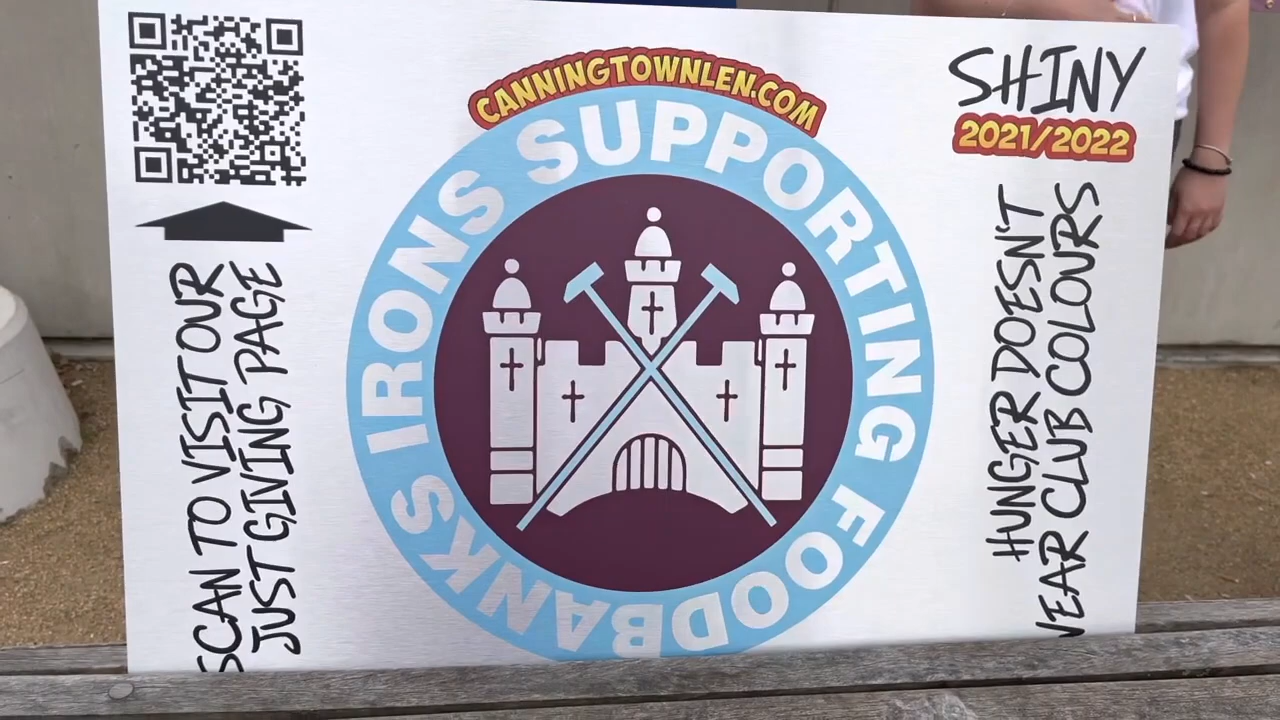 CANNINGTOWNLEN.COM
IRONS SUPPORTING FOODBANKS
SHINY
2021/2022
SCAN TO VISIT OUR
JUST GIVING PAGE
HUNGER DOESN'T
WEAR CLUB COLOURS